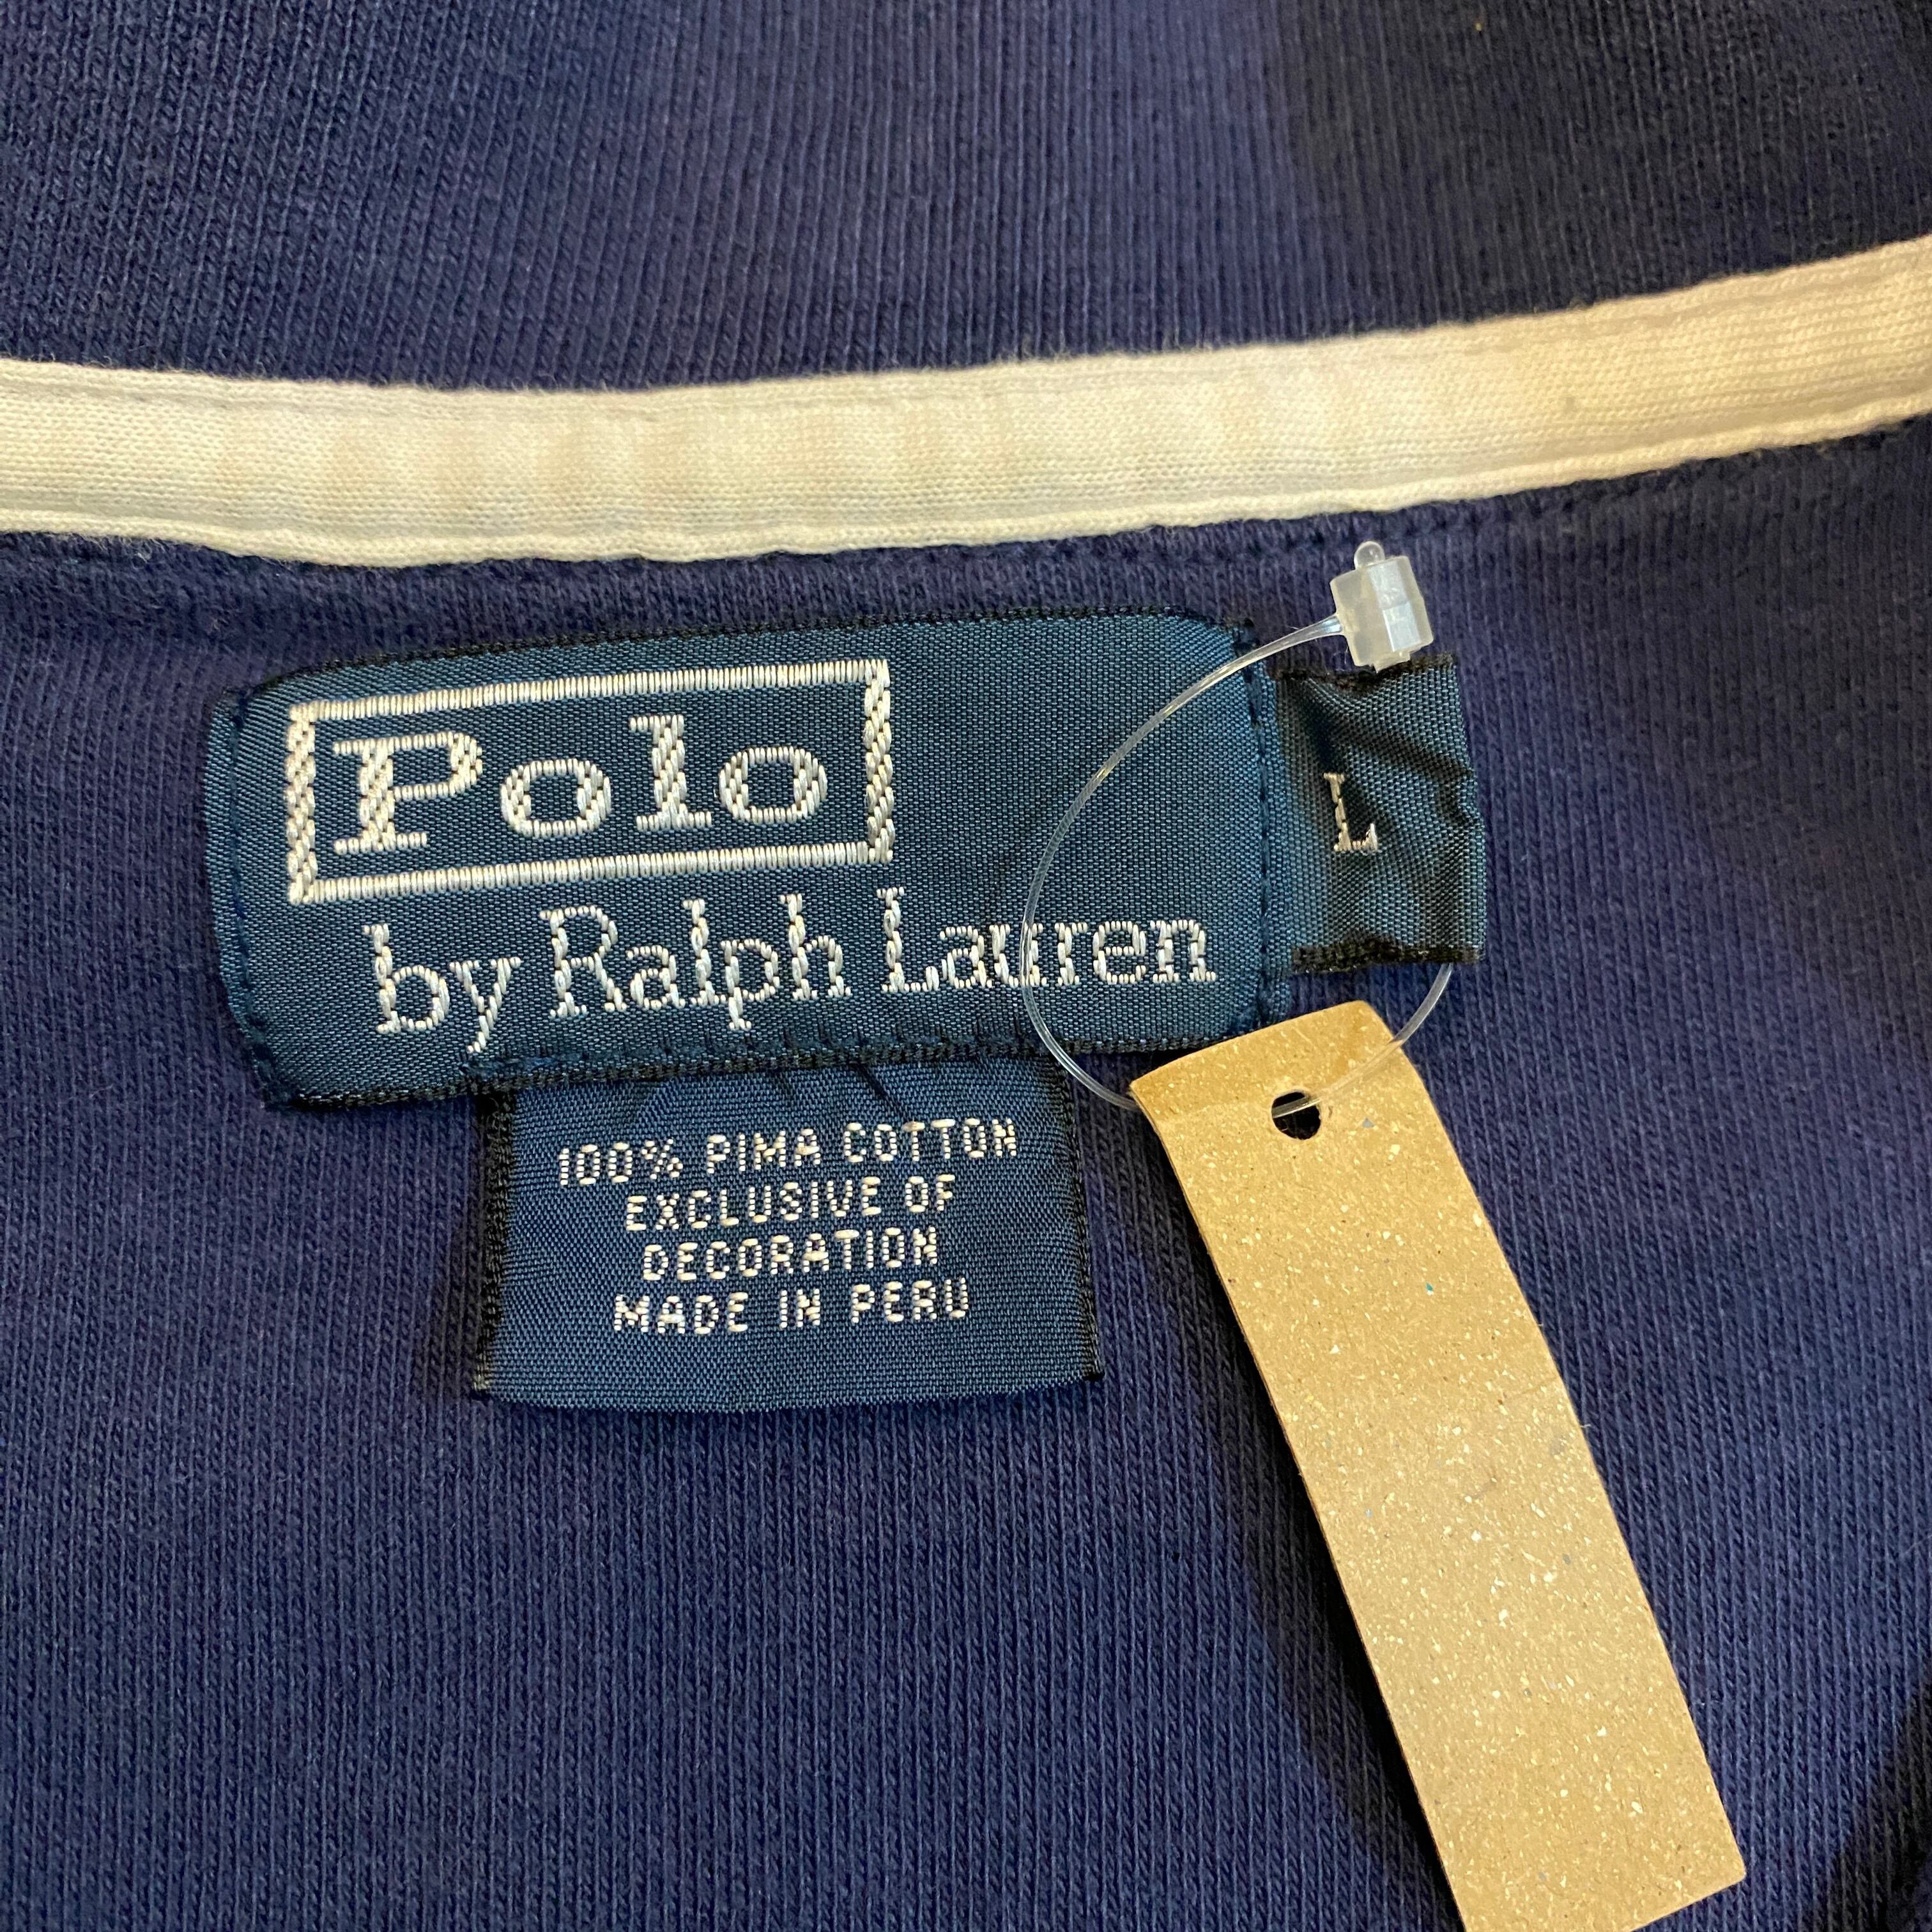 Polo
by Ralph Lauren
L
100% PIMA COTTON
EXCLUSIVE OF
DECORATION
MADE IN PERU